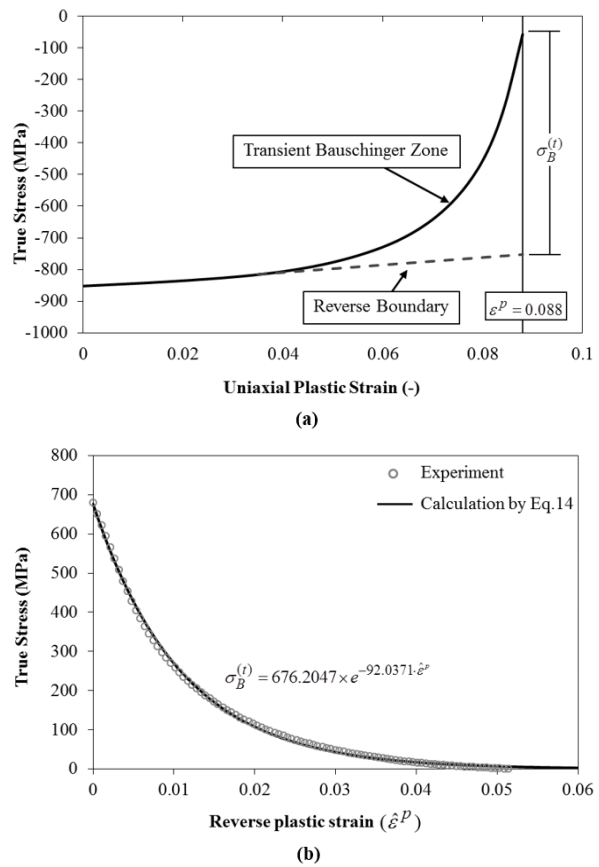 0
-100
-200
-300
-400
-500
-600
-700
-800
-900
-1000
True Stress (MPa)
Transient Bauschinger Zone
σ_B^(t)
Reverse Boundary
ε^p = 0.088
0 0.02 0.04 0.06 0.08 0.1
Uniaxial Plastic Strain (-)
(a)
800
700
600
500
400
300
200
100
0
True Stress (MPa)
Experiment
Calculation by Eq.14
σ_B^(t) = 676.2047 × e^(-92.0371·ε̂^p)
0 0.01 0.02 0.03 0.04 0.05 0.06
Reverse plastic strain (ε̂^p)
(b)